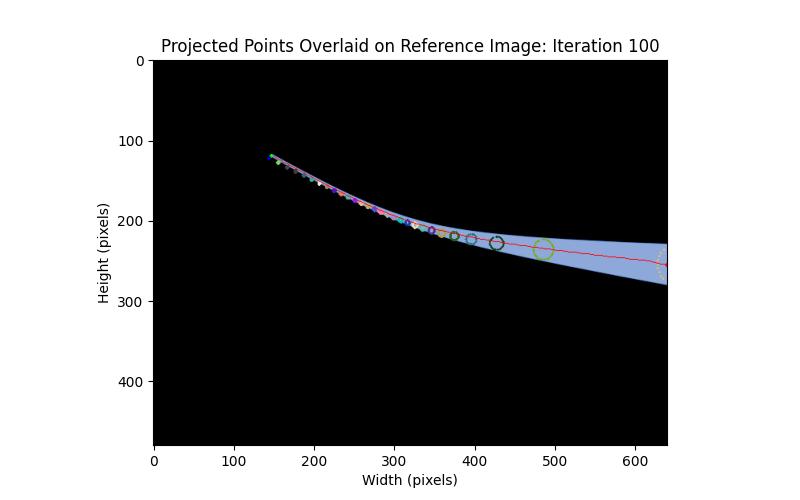 Projected Points Overlaid on Reference Image: Iteration 100
0
100
200
300
400
Height (pixels)
0 100 200 300 400 500 600
Width (pixels)